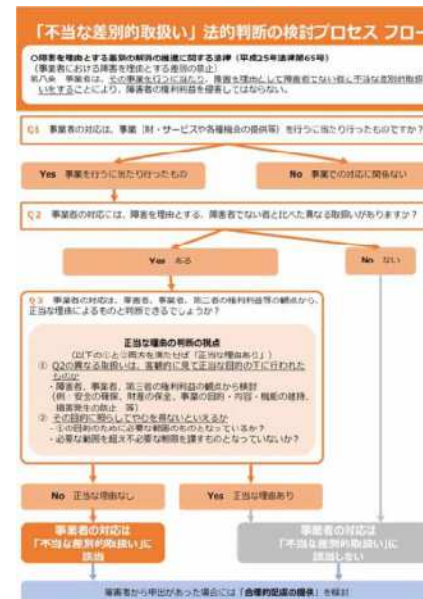 「不当な差別的取扱い」法的判断の検討プロセス フロー
○障害を理由とする差別の解消の推進に関する法律（平成25年法律第65号）
（事業者における障害を理由とする差別の禁止）
第八条 事業者は、その事業を行うに当たり、障害を理由として障害者でない者と不当な差別的取扱
いをすることにより、障害者の権利利益を侵害してはならない。
Q1 事業者の対応は、事業（財・サービスや各種機会の提供等）を行うに当たり行ったものですか？
Yes 事業を行うに当たり行ったもの
No 事業での対応に関係ない
Q2 事業者の対応には、障害を理由とする、障害者でない者と比べた異なる取扱いがありますか？
Yes ある
No ない
Q3 事業者の対応は、障害者、事業者、第三者の権利利益等の観点から、
正当な理由によるものと判断できるでしょうか？
正当な理由の判断の視点
（以下の①と②両方を満たせば「正当な理由あり」）
① Q2の異なる取扱いは、客観的に見て正当な目的の下に行われた
ものか
・障害者、事業者、第三者の権利利益の観点から検討
（例：安全の確保、財産の保全、事業の目的・内容・機能の維持、
損害発生の防止 等）
② その目的に照らしてやむを得ないといえるか
・①の目的のために必要な範囲のものとなっているか？
・必要な範囲を超え不必要な制限を課すものとなっていないか？
No 正当な理由なし
Yes 正当な理由あり
事業者の対応は
「不当な差別的取扱い」に
該当
事業者の対応は
「不当な差別的取扱い」に
該当しない
障害者から申出があった場合には「合理的配慮の提供」を検討